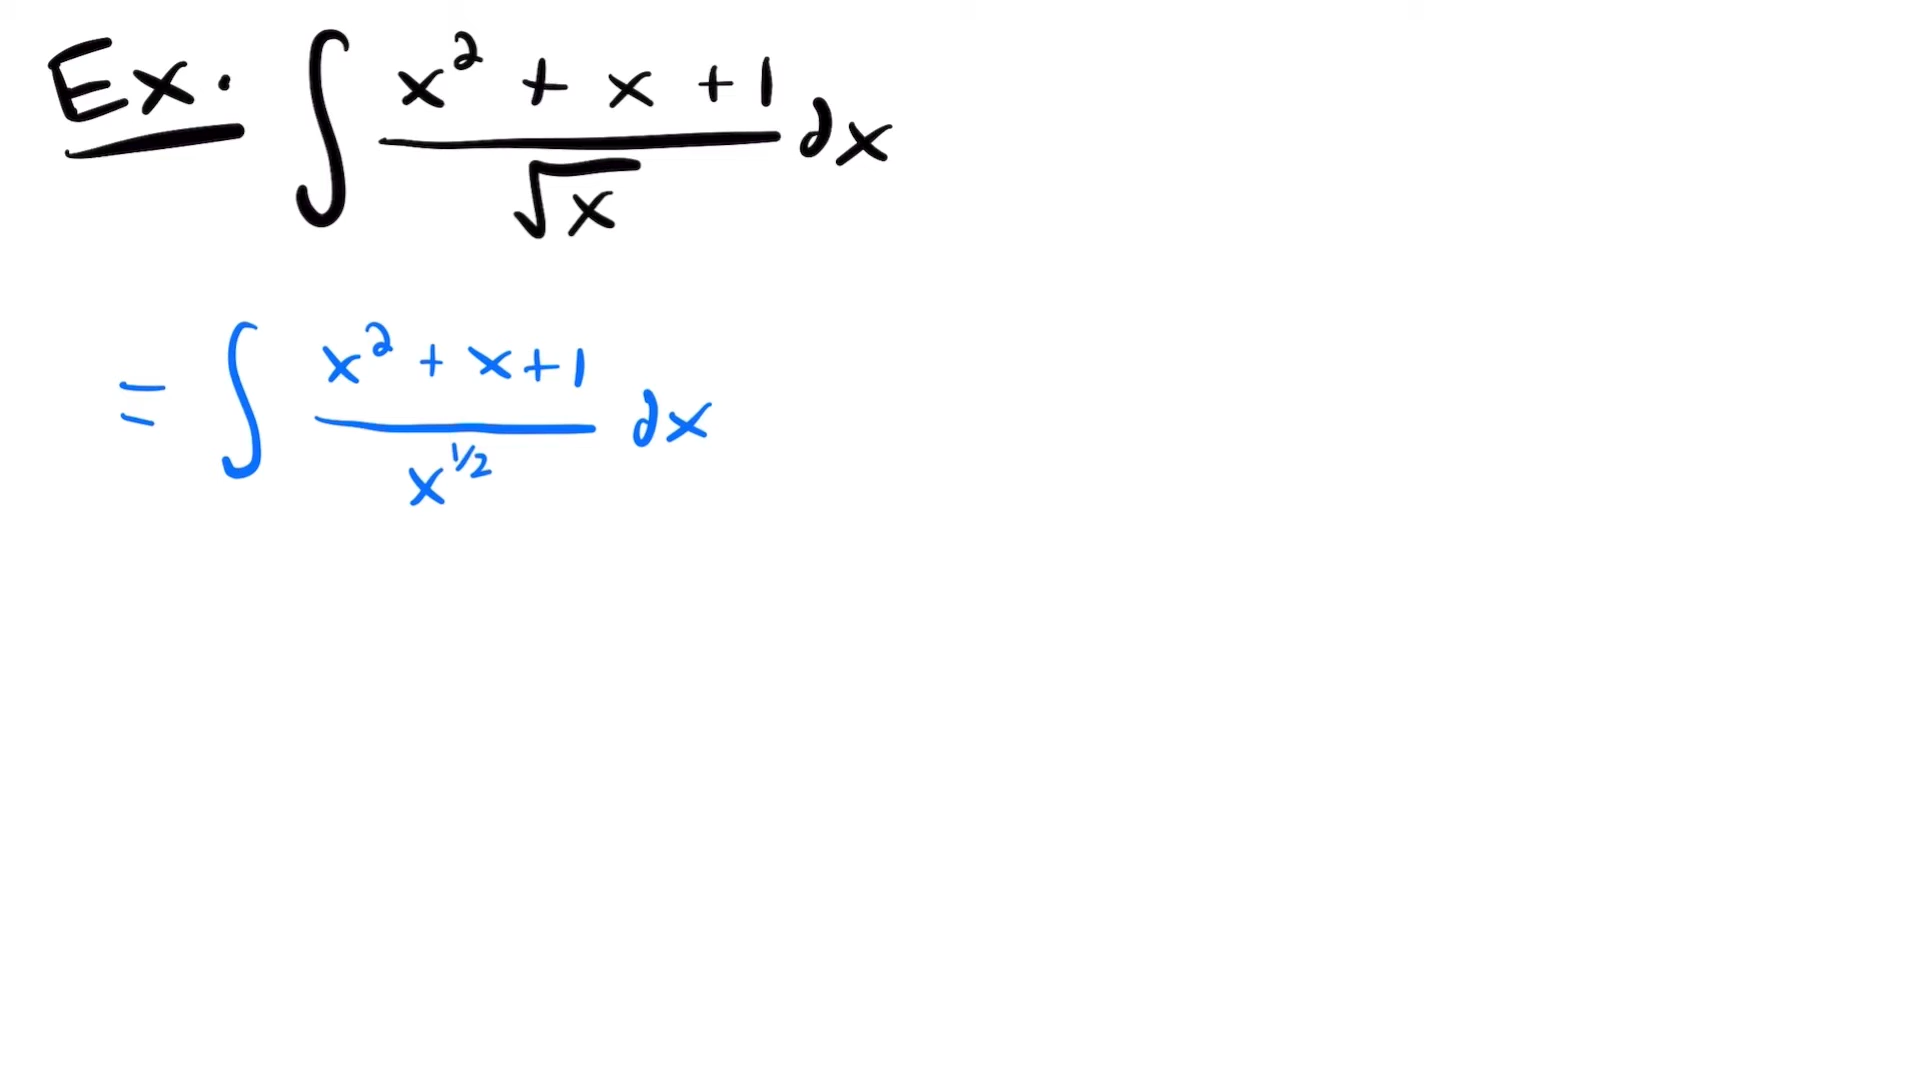 Ex. ∫ (x² + x + 1)/√x dx
= ∫ (x² + x + 1)/x^(1/2) dx